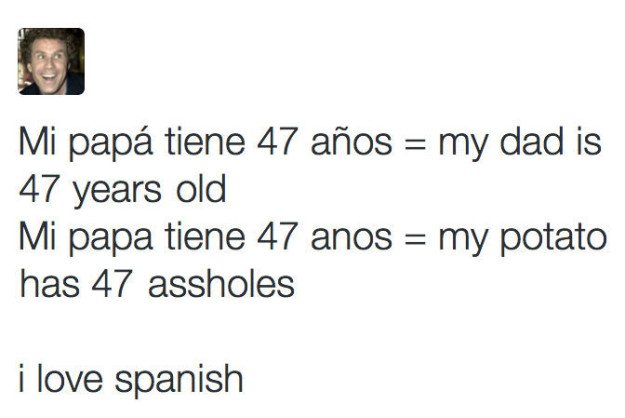 Mi papá tiene 47 años = my dad is
47 years old
Mi papa tiene 47 anos = my potato
has 47 assholes
i love spanish